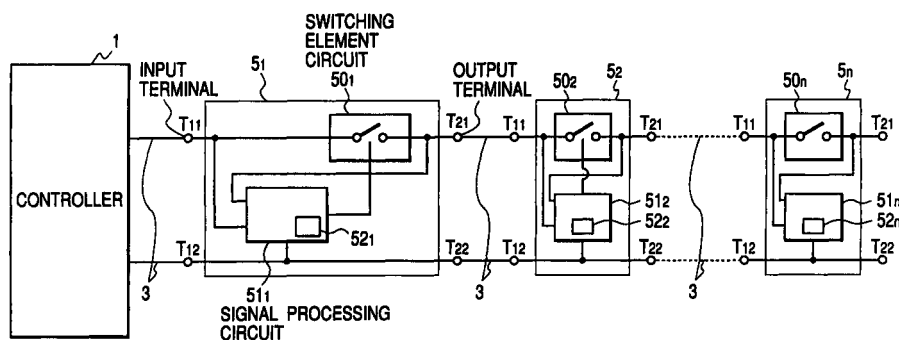 1
CONTROLLER
3
INPUT
TERMINAL
T11
T12
51
SWITCHING
ELEMENT
CIRCUIT
501
521
511
SIGNAL PROCESSING
CIRCUIT
OUTPUT
TERMINAL
T21
T22
3
T11
T12
52
502
512
522
T21
T22
3
T11
T12
5n
50n
51n
52n
T21
T22